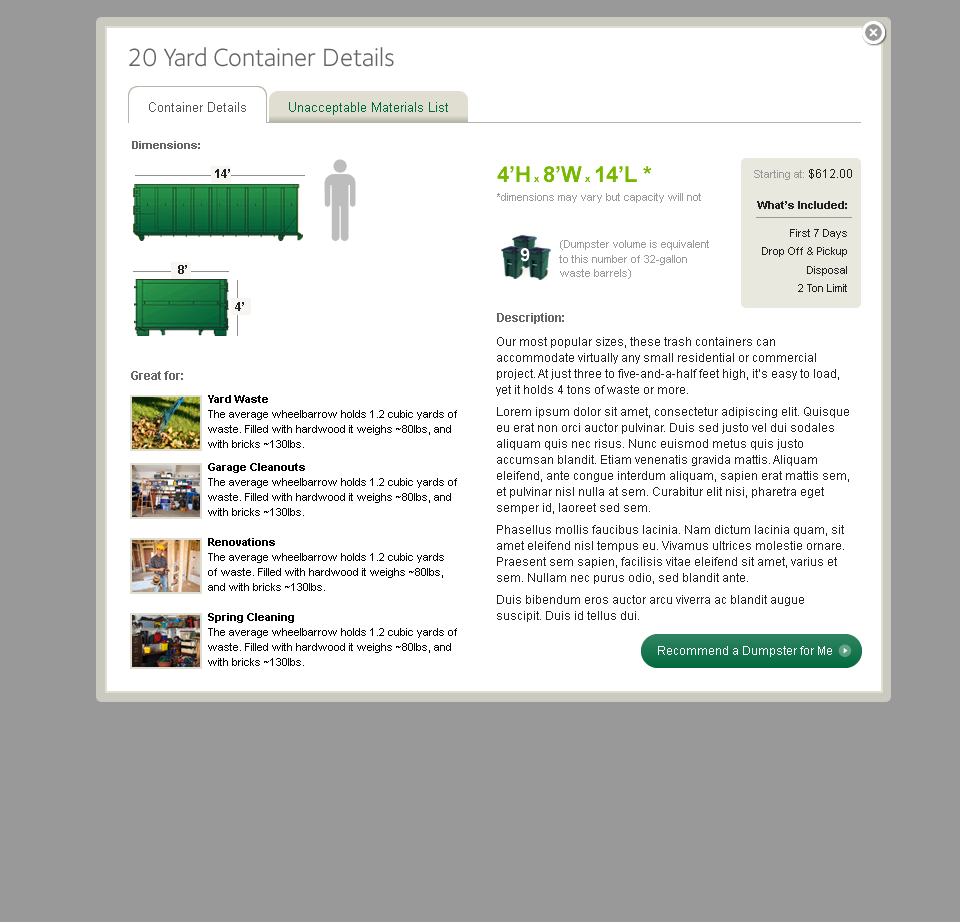 20 Yard Container Details
Container Details
Unacceptable Materials List
Dimensions:
14’
8’
4’
Great for:
Yard Waste
The average wheelbarrow holds 1.2 cubic yards of
waste. Filled with hardwood it weighs ~80lbs, and
with bricks ~130lbs.
Garage Cleanouts
The average wheelbarrow holds 1.2 cubic yards of
waste. Filled with hardwood it weighs ~80lbs, and
with bricks ~130lbs.
Renovations
The average wheelbarrow holds 1.2 cubic yards
of waste. Filled with hardwood it weighs ~80lbs,
and with bricks ~130lbs.
Spring Cleaning
The average wheelbarrow holds 1.2 cubic yards of
waste. Filled with hardwood it weighs ~80lbs, and
with bricks ~130lbs.
4’H x 8’W x 14’L *
*dimensions may vary but capacity will not
9
(Dumpster volume is equivalent
to this number of 32-gallon
waste barrels)
Starting at: $612.00
What’s Included:
First 7 Days
Drop Off & Pickup
Disposal
2 Ton Limit
Description:
Our most popular sizes, these trash containers can
accommodate virtually any small residential or commercial
project. At just three to five-and-a-half feet high, it’s easy to load,
yet it holds 4 tons of waste or more.
Lorem ipsum dolor sit amet, consectetur adipiscing elit. Quisque
eu erat non orci auctor pulvinar. Duis sed justo vel dui sodales
aliquam quis nec risus. Nunc euismod metus quis justo
accumsan blandit. Etiam venenatis gravida mattis. Aliquam
eleifend, ante congue interdum aliquam, sapien erat mattis sem,
et pulvinar nisl nulla at sem. Curabitur elit nisi, pharetra eget
semper id, laoreet sed sem.
Phasellus mollis faucibus lacinia. Nam dictum lacinia quam, sit
amet eleifend nisl tempus eu. Vivamus ultrices molestie ornare.
Praesent sem sapien, facilisis vitae eleifend sit amet, varius et
sem. Nullam nec purus odio, sed blandit ante.
Duis bibendum eros auctor arcu viverra ac blandit augue
suscipit. Duis id tellus dui.
Recommend a Dumpster for Me